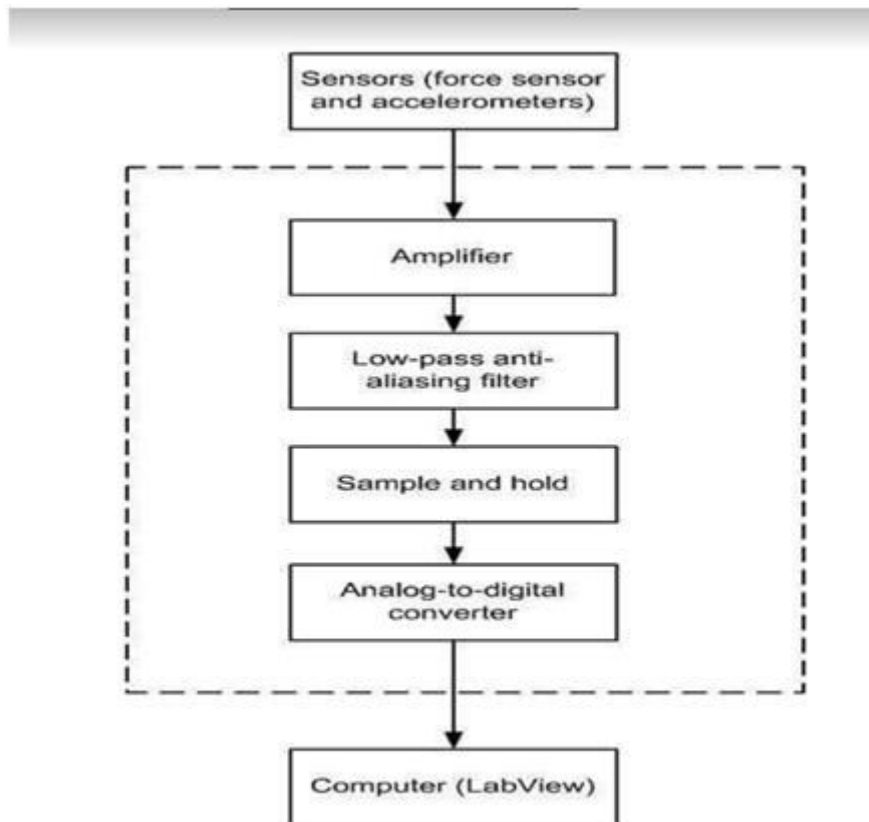 Sensors (force sensor
and accelerometers)
Amplifier
Low-pass anti-
aliasing filter
Sample and hold
Analog-to-digital
converter
Computer (LabView)